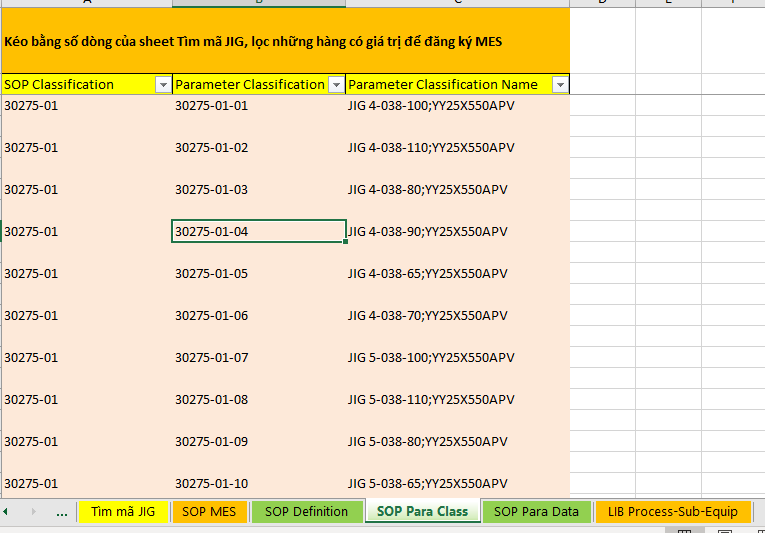 A B C D E F
Kéo bằng số dòng của sheet Tìm mã JIG, lọc những hàng có giá trị để đăng ký MES
SOP Classification Parameter Classification Parameter Classification Name
30275-01 30275-01-01 JIG 4-038-100;YY25X550APV
30275-01 30275-01-02 JIG 4-038-110;YY25X550APV
30275-01 30275-01-03 JIG 4-038-80;YY25X550APV
30275-01 30275-01-04 JIG 4-038-90;YY25X550APV
30275-01 30275-01-05 JIG 4-038-65;YY25X550APV
30275-01 30275-01-06 JIG 4-038-70;YY25X550APV
30275-01 30275-01-07 JIG 5-038-100;YY25X550APV
30275-01 30275-01-08 JIG 5-038-110;YY25X550APV
30275-01 30275-01-09 JIG 5-038-80;YY25X550APV
30275-01 30275-01-10 JIG 5-038-65;YY25X550APV
... Tìm mã JIG SOP MES SOP Definition SOP Para Class SOP Para Data LIB Process-Sub-Equip